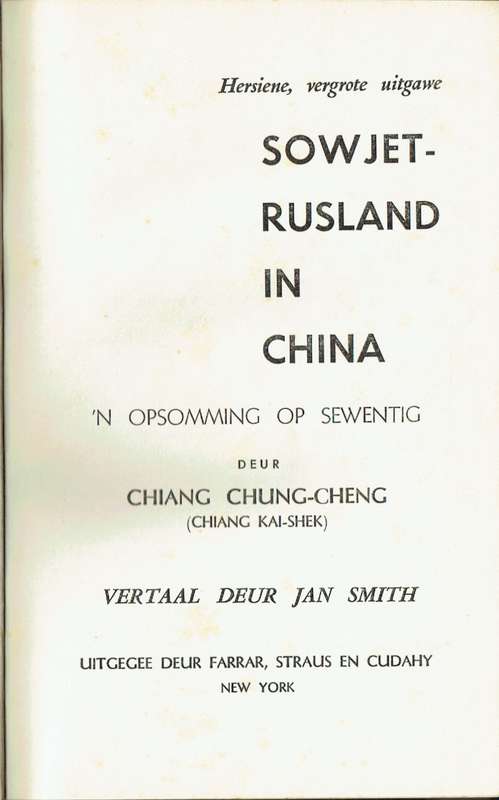 Hersiene, vergrote uitgawe
SOWJET-
RUSLAND
IN
CHINA
'N OPSOMMING OP SEWENTIG
DEUR
CHIANG CHUNG-CHENG
(CHIANG KAI-SHEK)
VERTAAL DEUR JAN SMITH
UITGEGEE DEUR FARRAR, STRAUS EN CUDAHY
NEW YORK